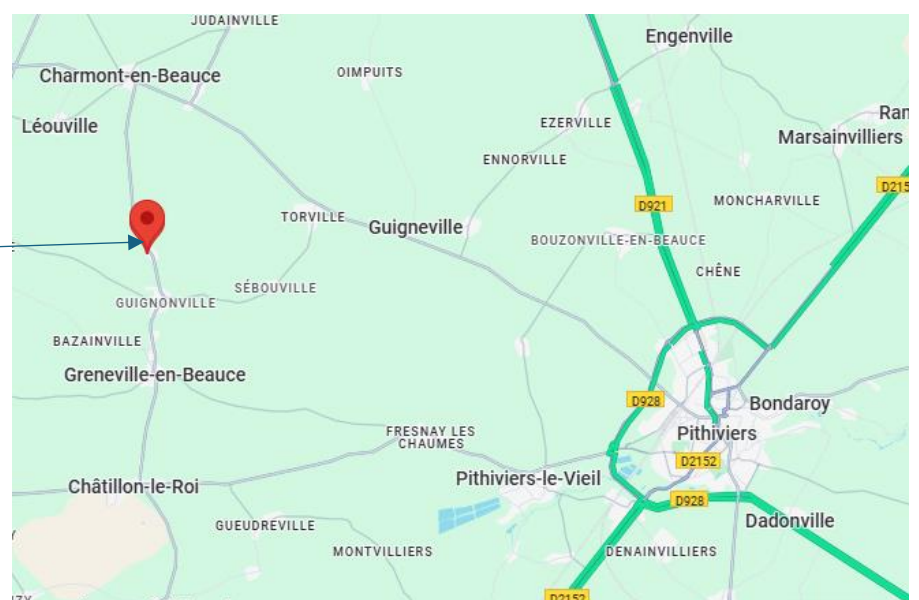 JUDAINVILLE
Engenville
Charmont-en-Beauce
OIMPUITS
Léouville
EZERVILLE
Ran
Marsainvilliers
ENNORVILLE
D215
D921
MONCHARVILLE
TORVILLE
Guigneville
BOUZONVILLE-EN-BEAUCE
CHÊNE
SÉBOUVILLE
GUIGNONVILLE
BAZAINVILLE
Greneville-en-Beauce
D928
Bondaroy
FRESNAY LES
CHAUMES
Pithiviers
D2152
Pithiviers-le-Vieil
Châtillon-le-Roi
D928
GUEUDREVILLE
Dadonville
MONTVILLIERS
DENAINVILLIERS
D2152